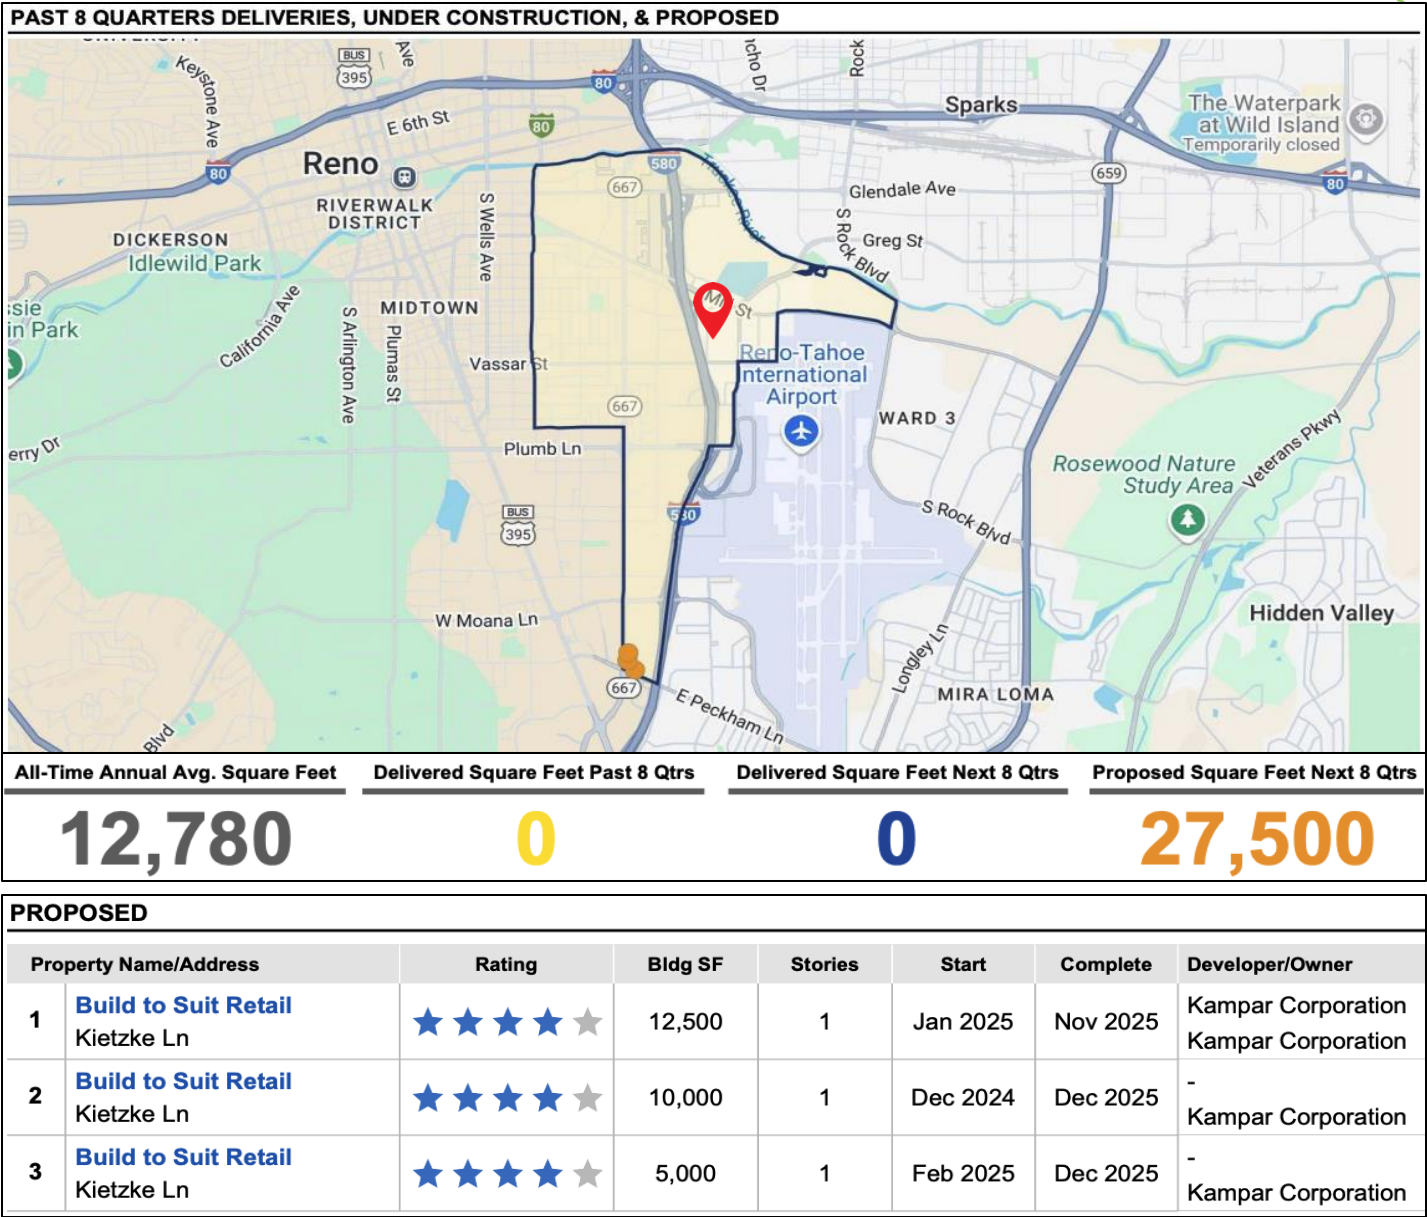 PAST 8 QUARTERS DELIVERIES, UNDER CONSTRUCTION, & PROPOSED
Keystone Ave
BUS
395
Ave
80
Rock
Sparks
The Waterpark
at Wild Island
Temporarily closed
E 6th St
80
Reno
80
580
667
Truckee River
659
80
Glendale Ave
RIVERWALK
DISTRICT
S Wells Ave
S Rock Blvd
Greg St
DICKERSON
Idlewild Park
California Ave
MIDTOWN
S Arlington Ave
Plumas St
Mill St
in Park
Vassar St
Reno-Tahoe
International
Airport
667
WARD 3
Plumb Ln
erry Dr
Rosewood Nature
Study Area
Veterans Pkwy
BUS
395
580
S Rock Blvd
W Moana Ln
Hidden Valley
Longley Ln
667
E Peckham Ln
MIRA LOMA
Blvd
All-Time Annual Avg. Square Feet
Delivered Square Feet Past 8 Qtrs
Delivered Square Feet Next 8 Qtrs
Proposed Square Feet Next 8 Qtrs
12,780
0
0
27,500
PROPOSED
Property Name/Address Rating Bldg SF Stories Start Complete Developer/Owner
1 Build to Suit Retail Kampar Corporation
12,500 1 Jan 2025 Nov 2025
Kietzke Ln Kampar Corporation
2 Build to Suit Retail -
10,000 1 Dec 2024 Dec 2025
Kietzke Ln Kampar Corporation
3 Build to Suit Retail -
5,000 1 Feb 2025 Dec 2025
Kietzke Ln Kampar Corporation